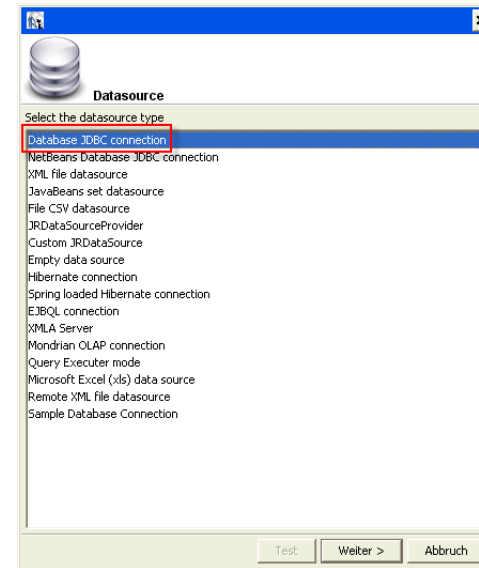 Datasource
Select the datasource type
Database JDBC connection
NetBeans Database JDBC connection
XML file datasource
JavaBeans set datasource
File CSV datasource
JRDataSourceProvider
Custom JRDataSource
Empty data source
Hibernate connection
Spring loaded Hibernate connection
EJBQL connection
XMLA Server
Mondrian OLAP connection
Query Executer mode
Microsoft Excel (xls) data source
Remote XML file datasource
Sample Database Connection
Test Weiter > Abbruch